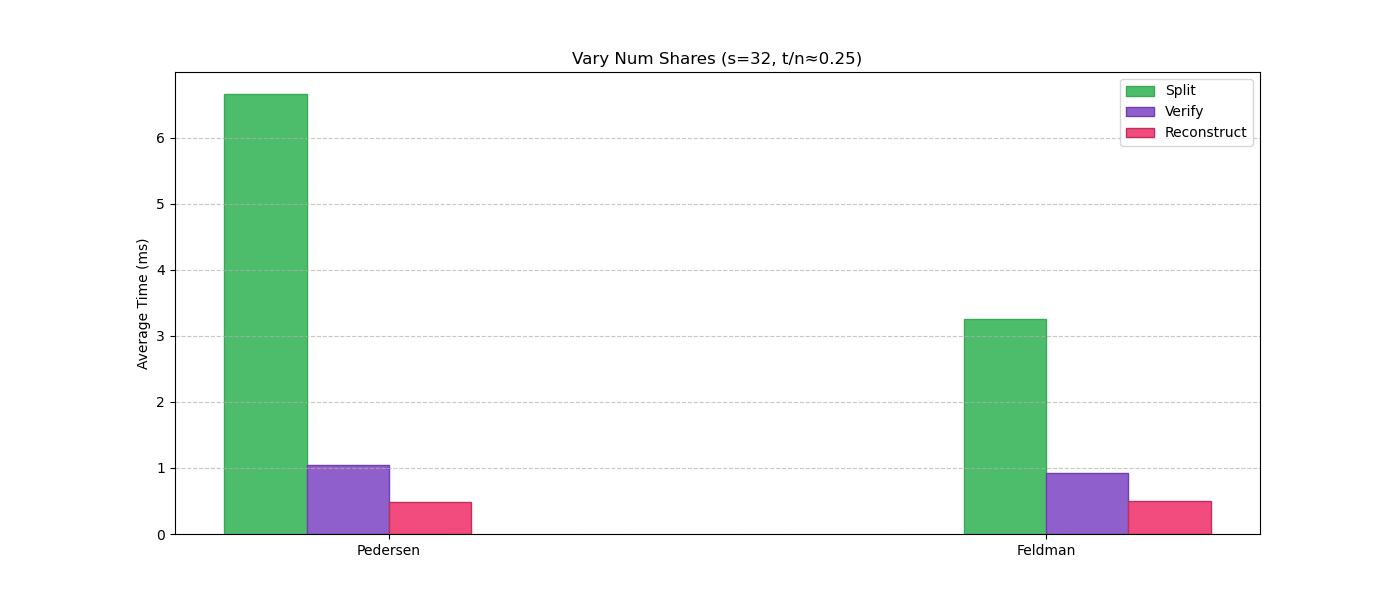 Vary Num Shares (s=32, t/n≈0.25)
Split
Verify
Reconstruct
Average Time (ms)
6
5
4
3
2
1
0
Pedersen
Feldman